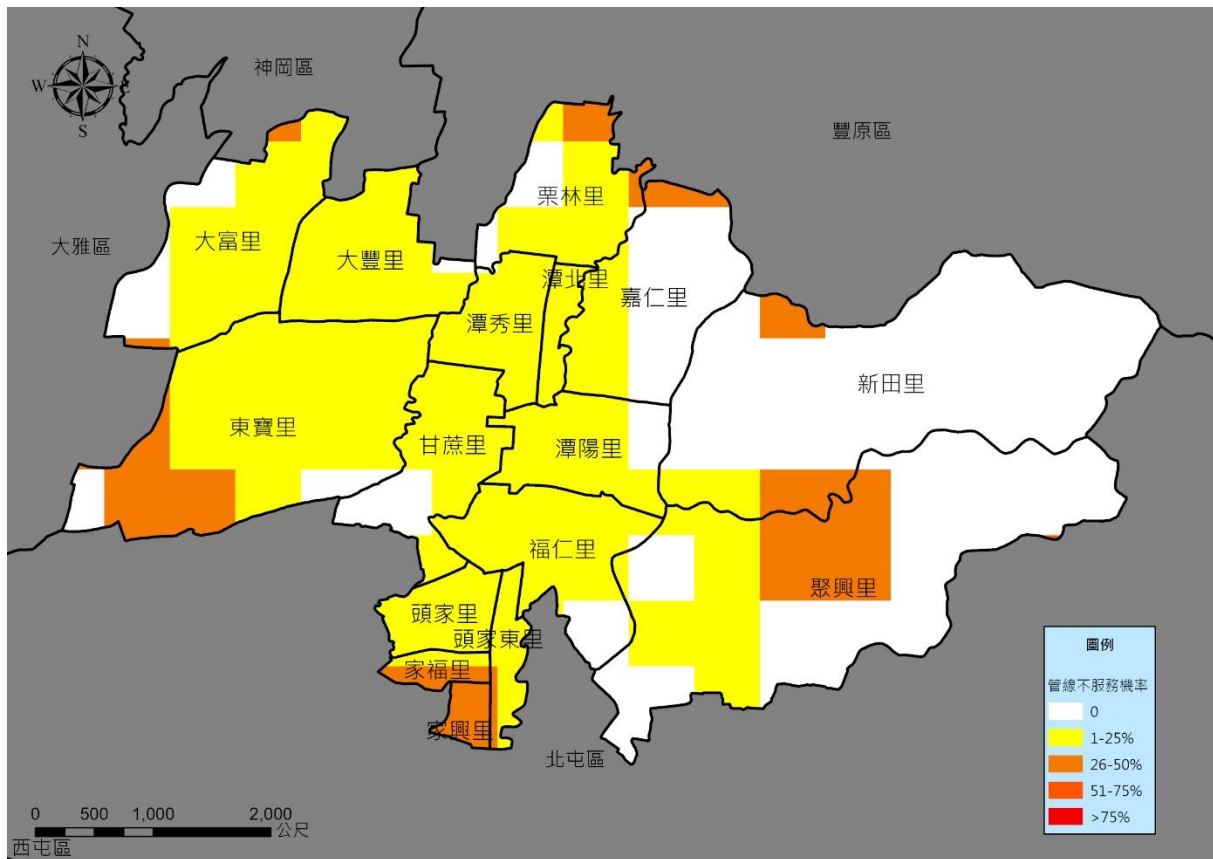 N
W
S
神岡區
豐原區
大雅區
栗林里
大富里
大豐里
潭北里
嘉仁里
潭秀里
新田里
東寶里
甘蔗里
潭陽里
福仁里
聚興里
頭家里
頭家東里
家福里
家興里
北屯區
圖例
管線不服務機率
0
1-25%
26-50%
51-75%
>75%
0 500 1,000 2,000
公尺
西屯區